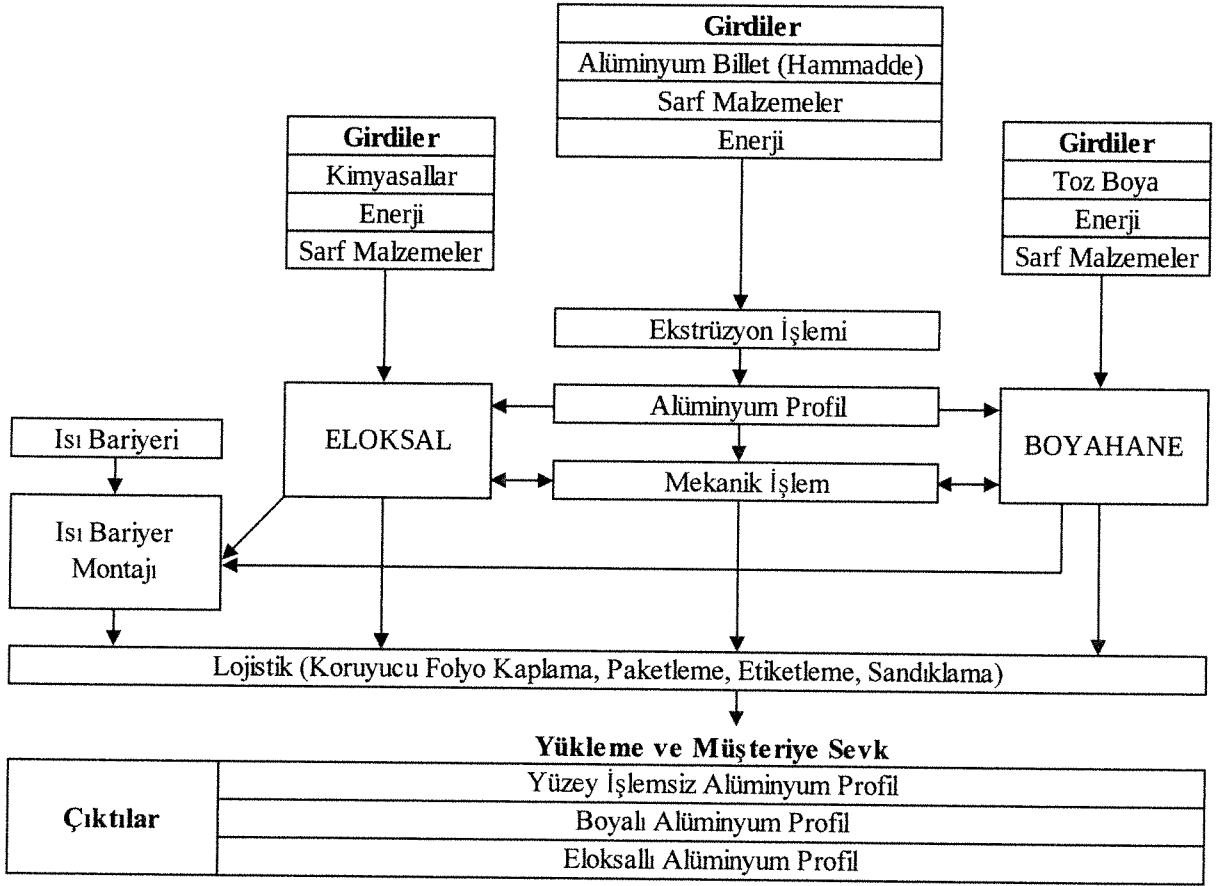 Girdiler
Alüminyum Billet (Hammadde)
Sarf Malzemeler
Enerji
Girdiler
Kimyasallar
Enerji
Sarf Malzemeler
Girdiler
Toz Boya
Enerji
Sarf Malzemeler
Ekstrüzyon İşlemi
Alüminyum Profil
ELOKSAL
BOYAHANE
Isı Bariyeri
Mekanik İşlem
Isı Bariyer
Montajı
Lojistik (Koruyucu Folyo Kaplama, Paketleme, Etiketleme, Sandıklama)
Yükleme ve Müşteriye Sevk
Çıktılar
Yüzey İşlemsiz Alüminyum Profil
Boyalı Alüminyum Profil
Eloksallı Alüminyum Profil